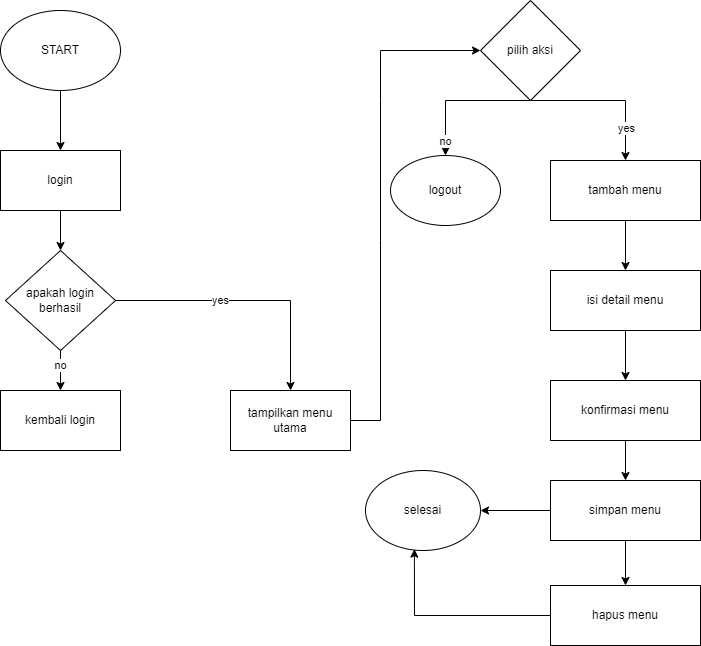 START
login
apakah login
berhasil
yes
no
kembali login
tampilkan menu
utama
pilih aksi
no
yes
logout
tambah menu
isi detail menu
konfirmasi menu
simpan menu
selesai
hapus menu